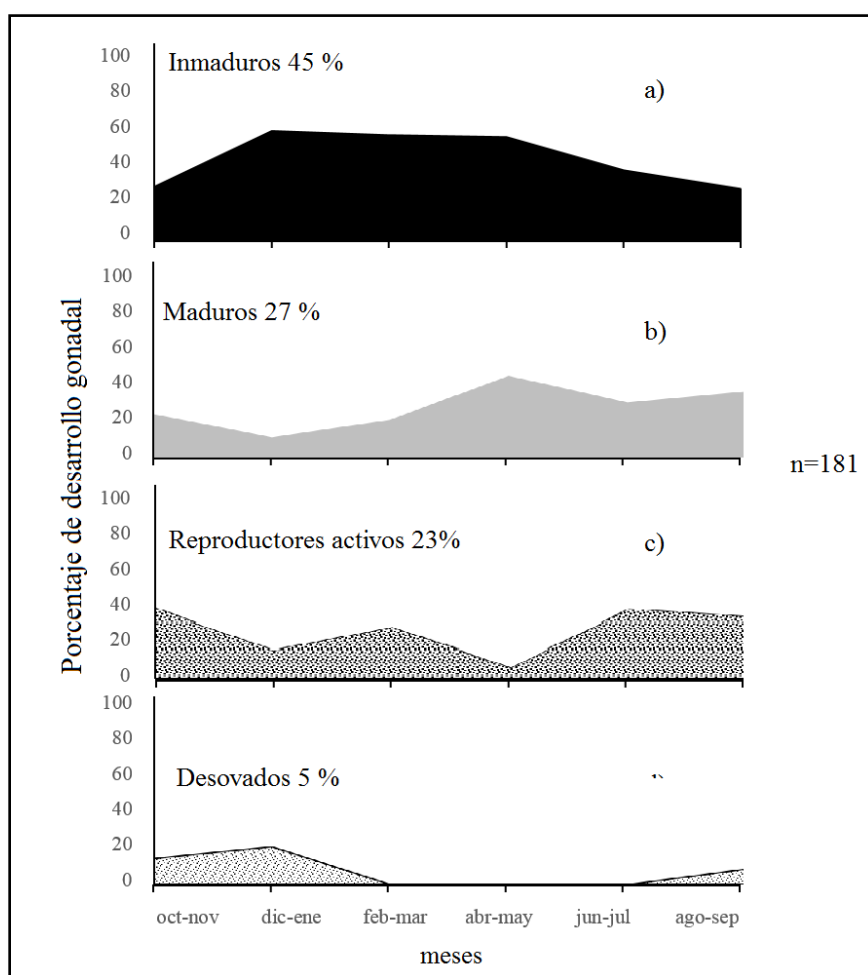 Porcentaje de desarrollo gonadal
100
80
60
40
20
0
Inmaduros 45 %
a)
100
80
60
40
20
0
Maduros 27 %
b)
n=181
100
80
60
40
20
0
Reproductores activos 23%
c)
100
80
60
40
20
0
Desovados 5 %
oct-nov dic-ene feb-mar abr-may jun-jul ago-sep
meses